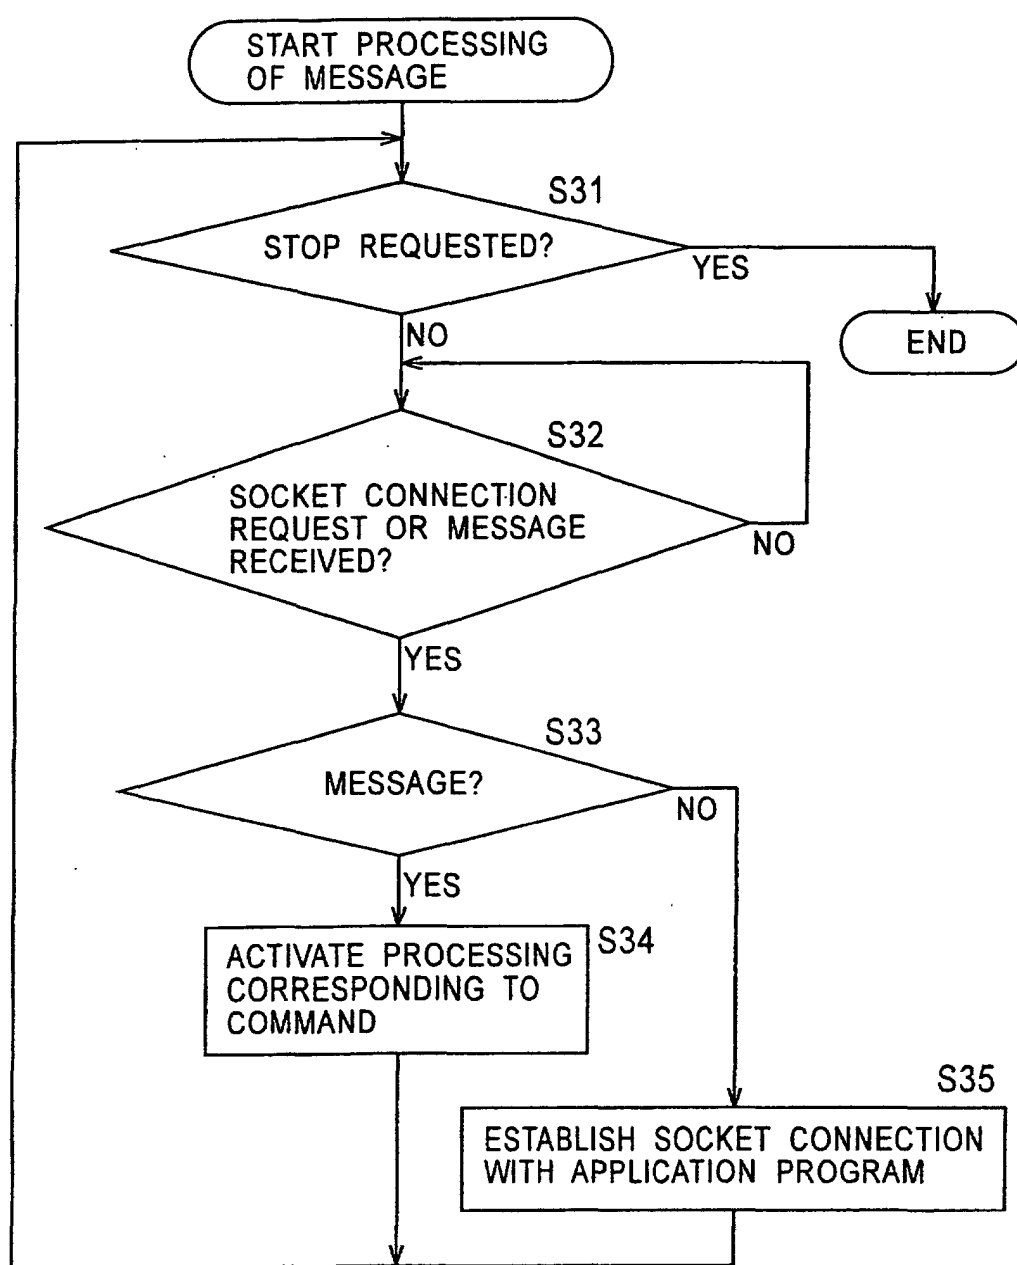 START PROCESSING
OF MESSAGE
S31
STOP REQUESTED?
YES
NO
END
S32
SOCKET CONNECTION
REQUEST OR MESSAGE
RECEIVED?
NO
YES
S33
MESSAGE?
NO
YES
S34
ACTIVATE PROCESSING
CORRESPONDING TO
COMMAND
S35
ESTABLISH SOCKET CONNECTION
WITH APPLICATION PROGRAM